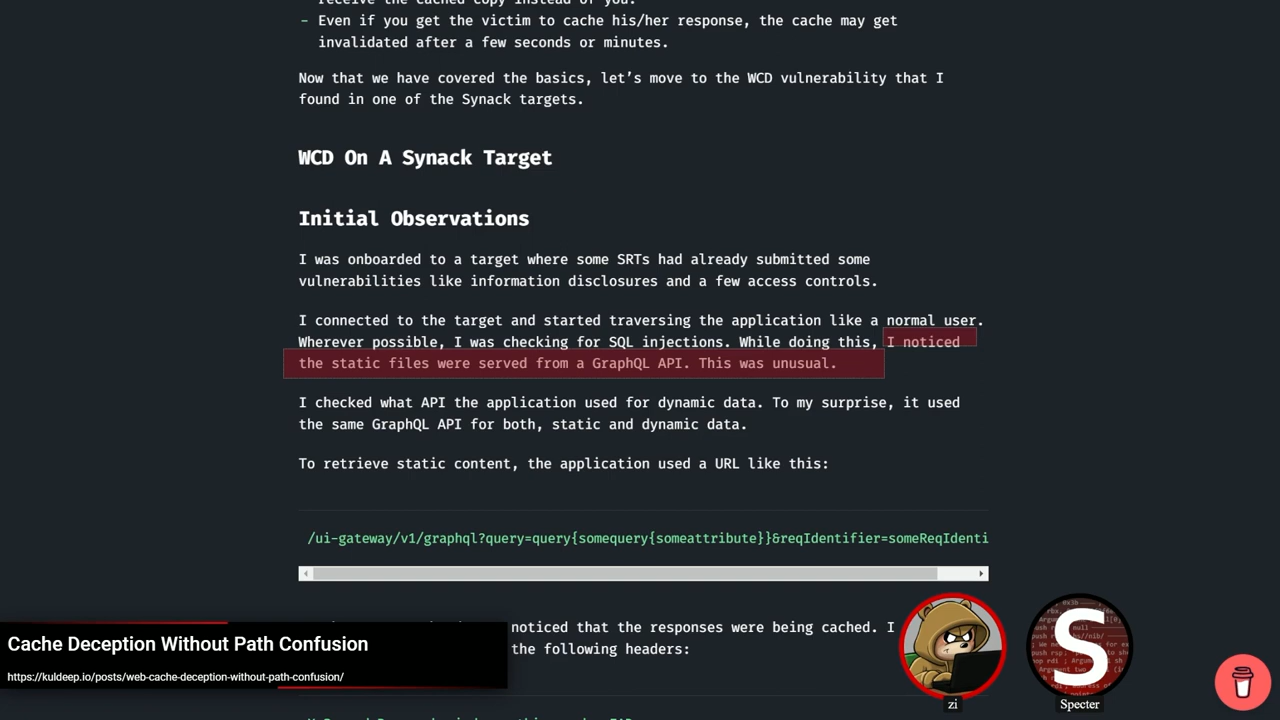 receive the cached copy instead of you.
– Even if you get the victim to cache his/her response, the cache may get
invalidated after a few seconds or minutes.
Now that we have covered the basics, let’s move to the WCD vulnerability that I
found in one of the Synack targets.
WCD On A Synack Target
Initial Observations
I was onboarded to a target where some SRTs had already submitted some
vulnerabilities like information disclosures and a few access controls.
I connected to the target and started traversing the application like a normal user.
Wherever possible, I was checking for SQL injections. While doing this, I noticed
the static files were served from a GraphQL API. This was unusual.
I checked what API the application used for dynamic data. To my surprise, it used
the same GraphQL API for both, static and dynamic data.
To retrieve static content, the application used a URL like this:
/ui-gateway/v1/graphql?query=query{somequery{someattribute}}&reqIdentifier=someReqIdenti
noticed that the responses were being cached. I
the following headers:
Cache Deception Without Path Confusion
https://kuldeep.io/posts/web-cache-deception-without-path-confusion/
S
zi
Specter